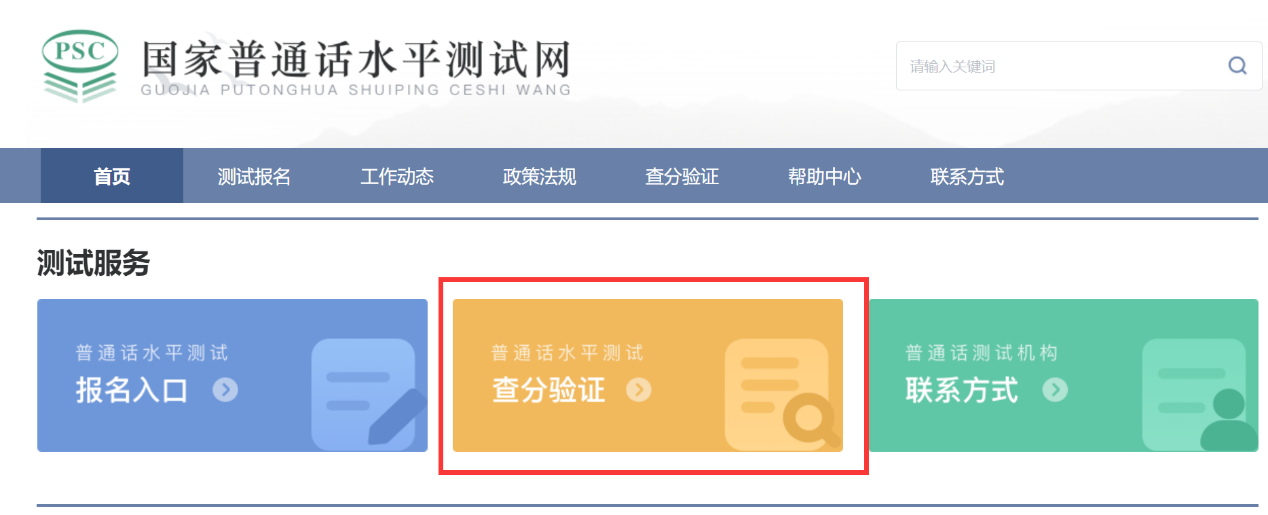 PSC
国家普通话水平测试网
GUOJIA PUTONGHUA SHUIPING CESHI WANG
请输入关键词
首页 测试报名 工作动态 政策法规 查分验证 帮助中心 联系方式
测试服务
普通话水平测试
报名入口
普通话水平测试
查分验证
普通话测试机构
联系方式